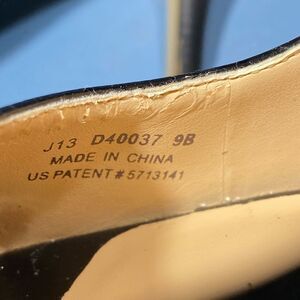 J13 D40037 9B
MADE IN CHINA
US PATENT # 5713141